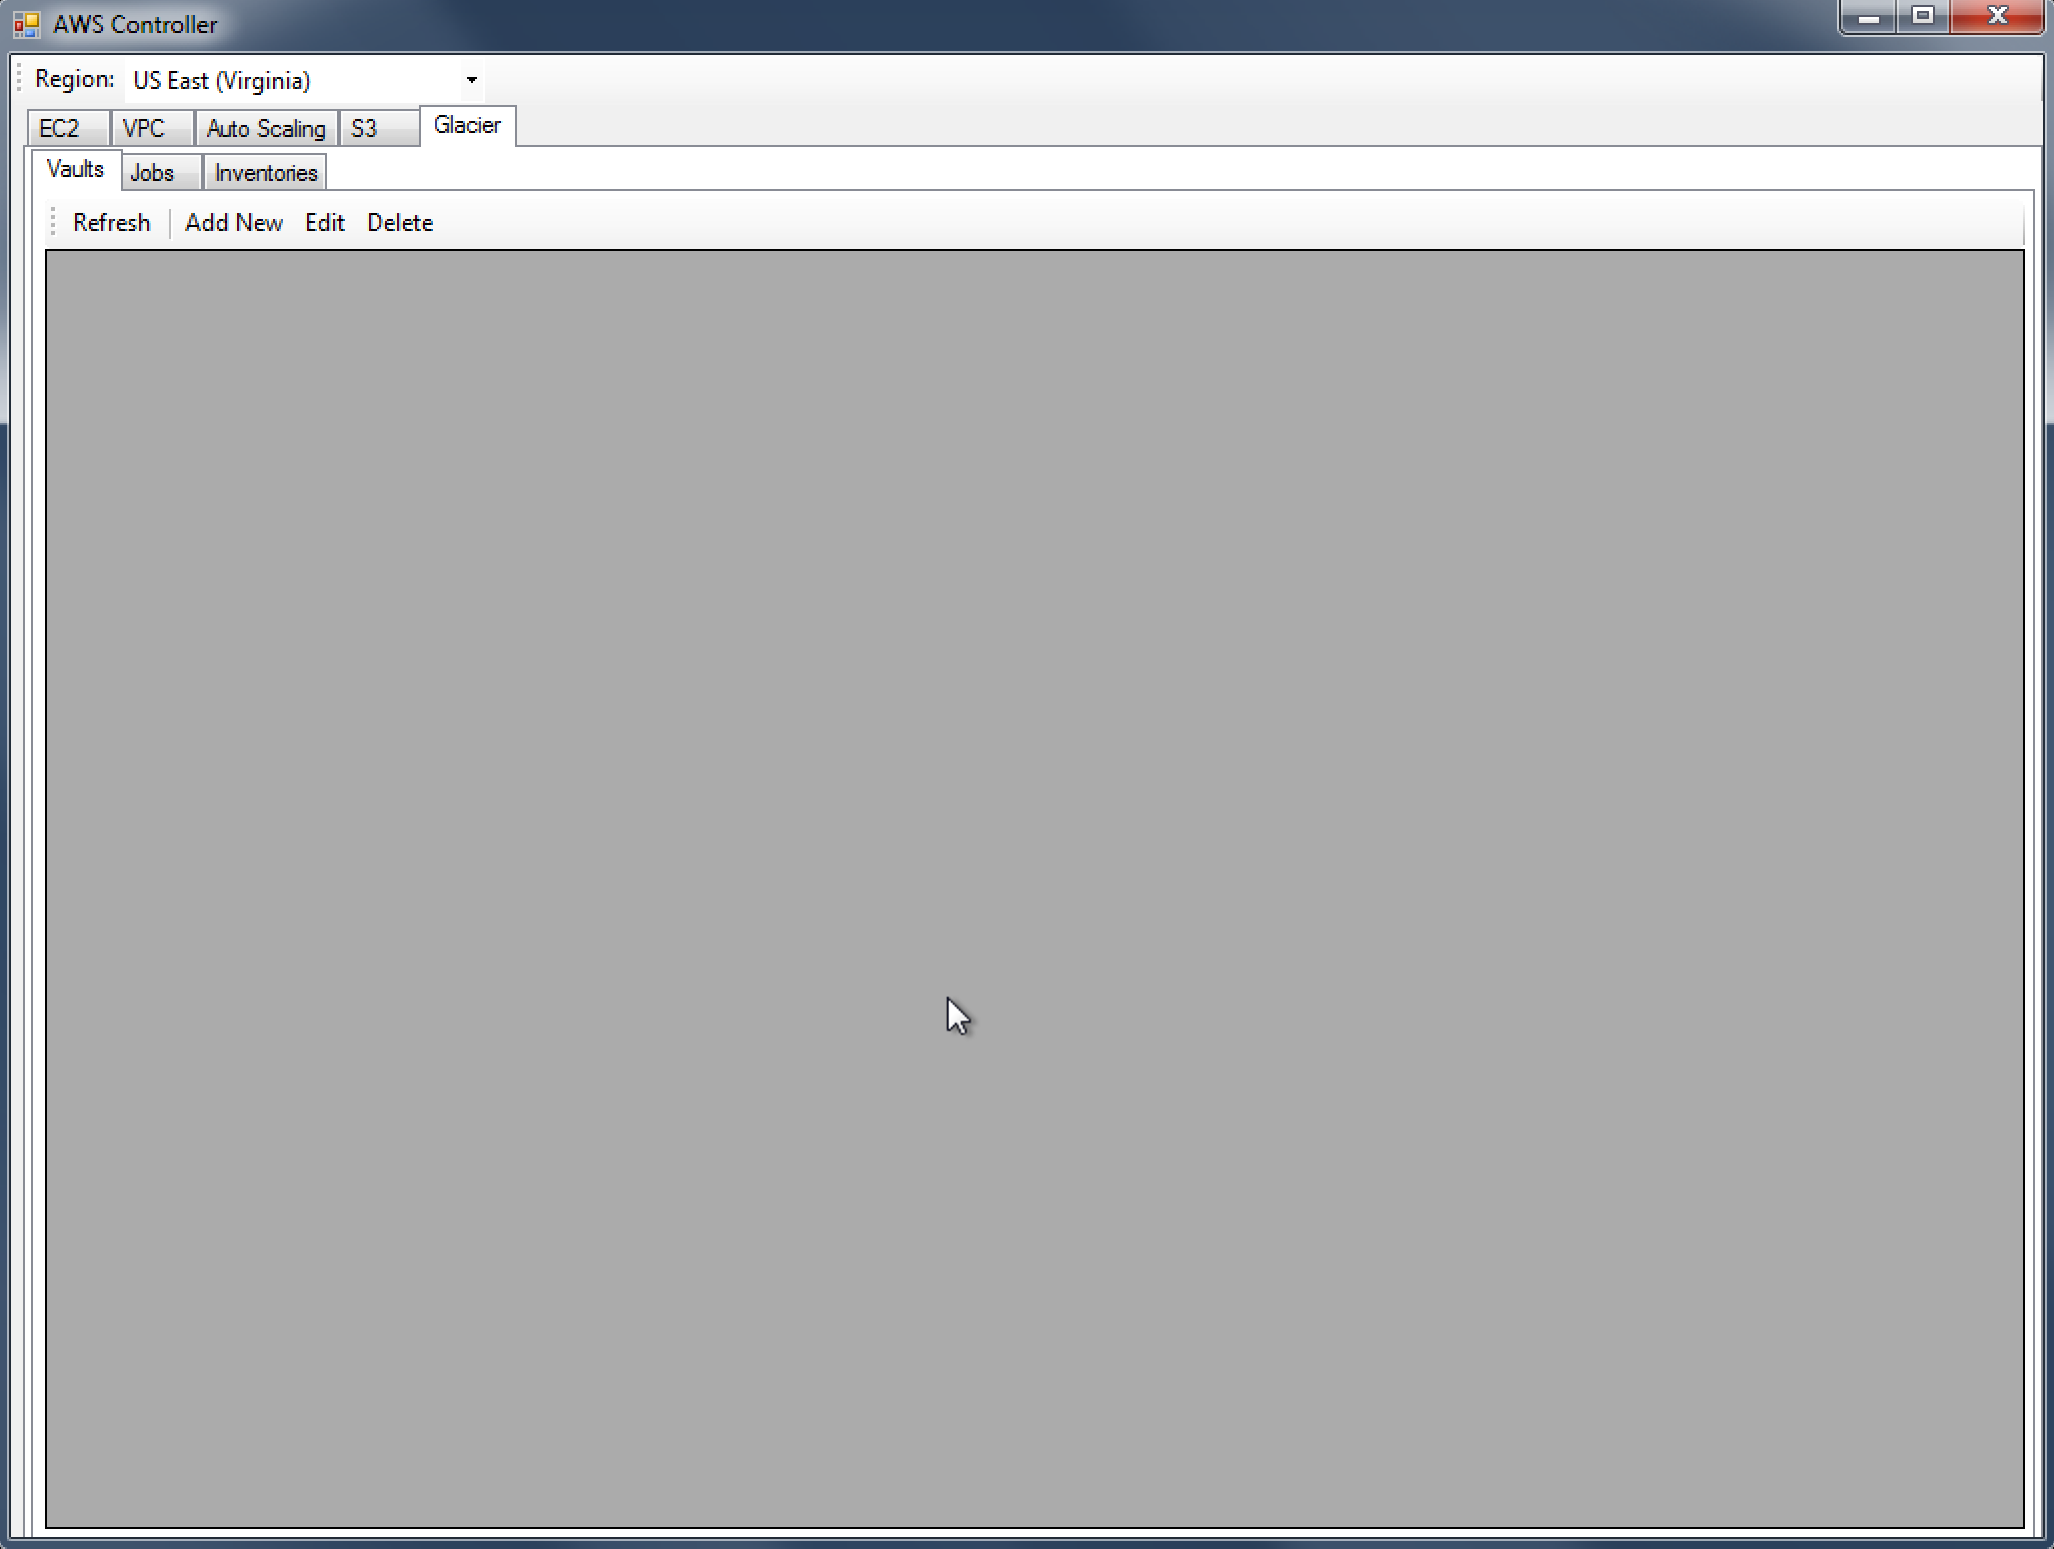 AWS Controller
Region: US East (Virginia)
EC2 VPC Auto Scaling S3 Glacier
Vaults Jobs Inventories
Refresh Add New Edit Delete